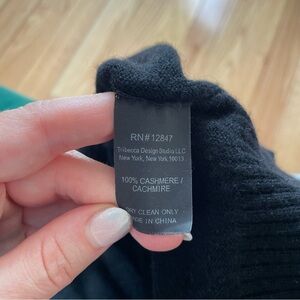 RN# 12847
Tribecca Design Studio LLC
New York, New York 10013
100% CASHMERE /
CACHMIRE
DRY CLEAN ONLY
MADE IN CHINA